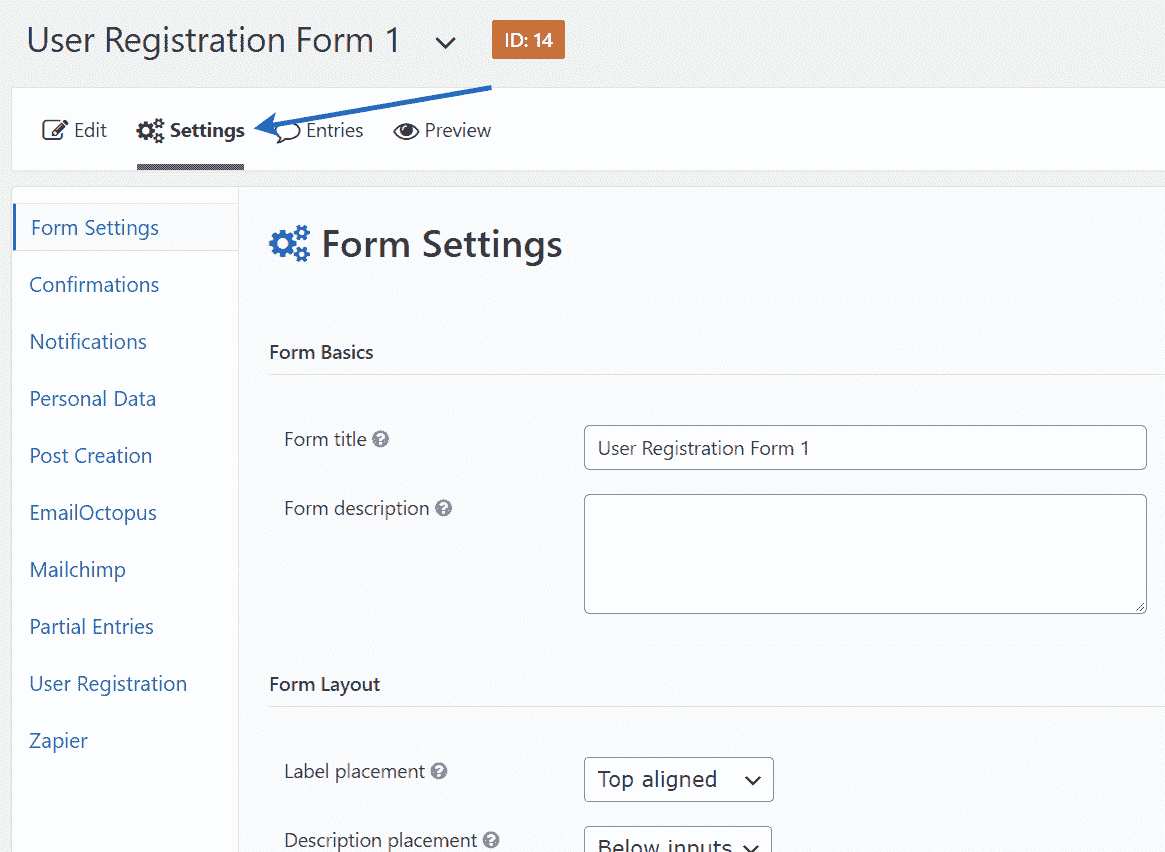 User Registration Form 1 ID: 14
Edit Settings Entries Preview
Form Settings
Confirmations
Notifications
Personal Data
Post Creation
EmailOctopus
Mailchimp
Partial Entries
User Registration
Zapier
Form Settings
Form Basics
Form title
User Registration Form 1
Form description
Form Layout
Label placement
Top aligned
Description placement
Below inputs